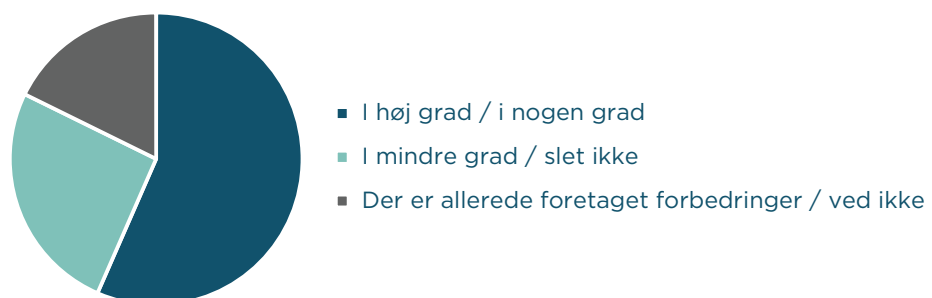 I høj grad / i nogen grad
I mindre grad / slet ikke
Der er allerede foretaget forbedringer / ved ikke